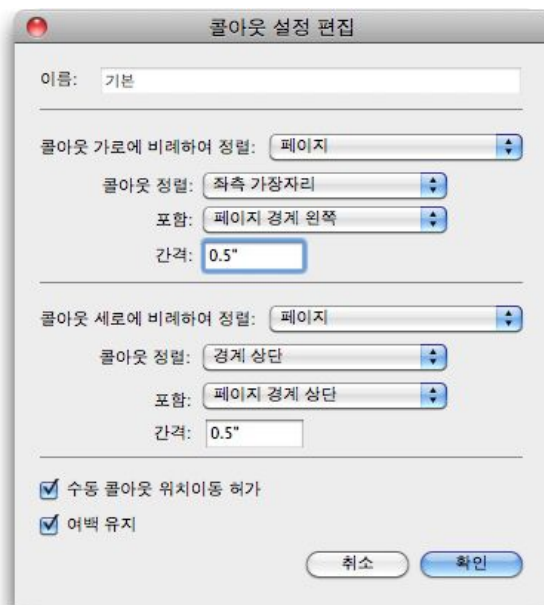 콜아웃 설정 편집
이름: 기본
콜아웃 가로에 비례하여 정렬: 페이지
콜아웃 정렬: 좌측 가장자리
포함: 페이지 경계 왼쪽
간격: 0.5"
콜아웃 세로에 비례하여 정렬: 페이지
콜아웃 정렬: 경계 상단
포함: 페이지 경계 상단
간격: 0.5"
수동 콜아웃 위치이동 허가
여백 유지
취소 확인